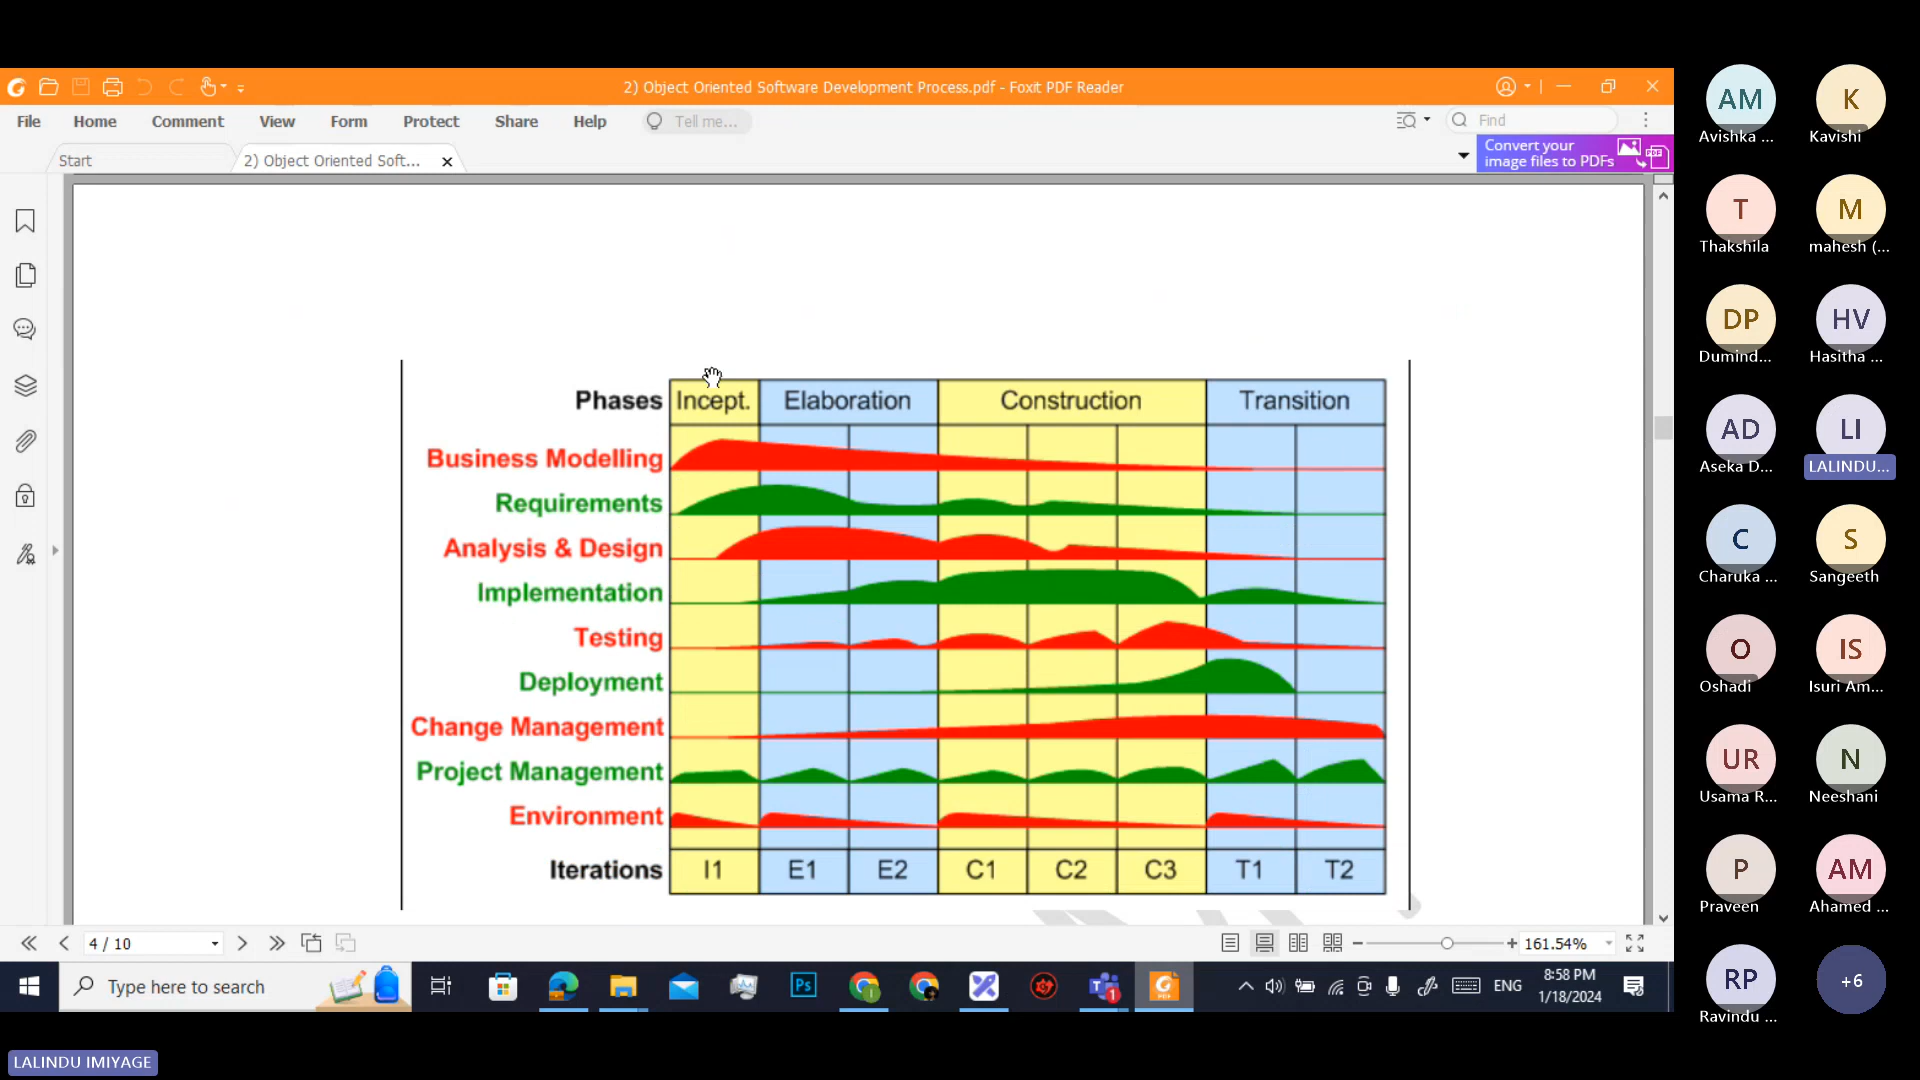 2) Object Oriented Software Development Process.pdf - Foxit PDF Reader
File Home Comment View Form Protect Share Help Tell me... Find
Start 2) Object Oriented Soft... Convert your
image files to PDFs
Phases Incept. Elaboration Construction Transition
Business Modelling
Requirements
Analysis & Design
Implementation
Testing
Deployment
Change Management
Project Management
Environment
Iterations I1 E1 E2 C1 C2 C3 T1 T2
4 / 10 161.54%
Type here to search Ps ENG 8:58 PM
1/18/2024
AM K
Avishka ... Kavishi
T M
Thakshila mahesh (...
DP HV
Dumind... Hasitha ...
AD LI
Aseka D... LALINDU...
C S
Charuka ... Sangeeth
O IS
Oshadi Isuri Am...
UR N
Usama R... Neeshani
P AM
Praveen Ahamed ...
RP +6
Ravindu ...
LALINDU IMIYAGE